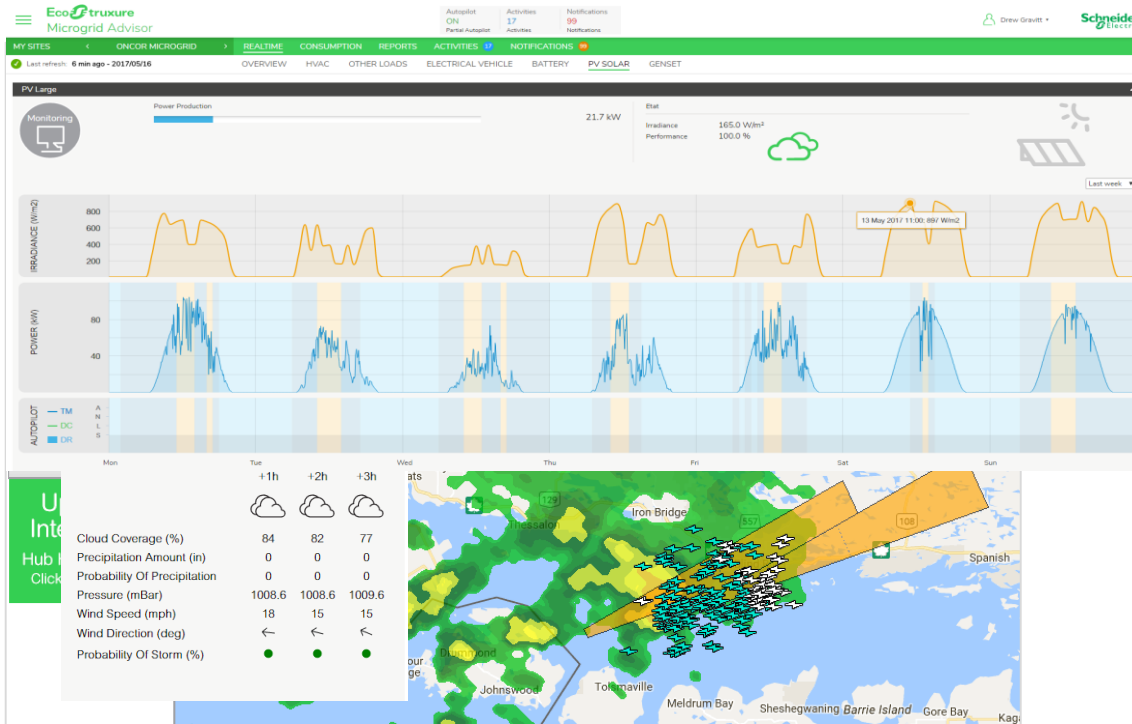 EcoStruxure
Microgrid Advisor
Autopilot
ON
Partial Autopilot
Activities
17
Activities
Notifications
99
Notifications
Drew Gravitt
MY SITES
ONCOR MICROGRID
REALTIME
CONSUMPTION
REPORTS
ACTIVITIES 17
NOTIFICATIONS
Last refresh: 6 min ago - 2017/05/16
OVERVIEW
HVAC
OTHER LOADS
ELECTRICAL VEHICLE
BATTERY
PV SOLAR
GENSET
PV Large
Monitoring
Power Production
21.7 kW
Etat
Irradiance 165.0 W/m²
Performance 100.0 %
Last week
IRRADIANCE (W/m2)
800
600
400
200
13 May 2017 11:00: 897 W/m2
POWER (kW)
80
40
AUTOPILOT
TM
DC
DR
A
N
L
S
Mon Tue Wed Thu Fri Sat Sun
+1h +2h +3h
Cloud Coverage (%) 84 82 77
Precipitation Amount (in) 0 0 0
Probability Of Precipitation 0 0 0
Pressure (mBar) 1008.6 1008.6 1009.6
Wind Speed (mph) 18 15 15
Wind Direction (deg)
Probability Of Storm (%)
Hub
Click
129
Thessalon
Iron Bridge
557
108
Spanish
Drummond
Johnswood
Tolsmaville
Meldrum Bay
Sheshegwaning
Barrie Island
Gore Bay